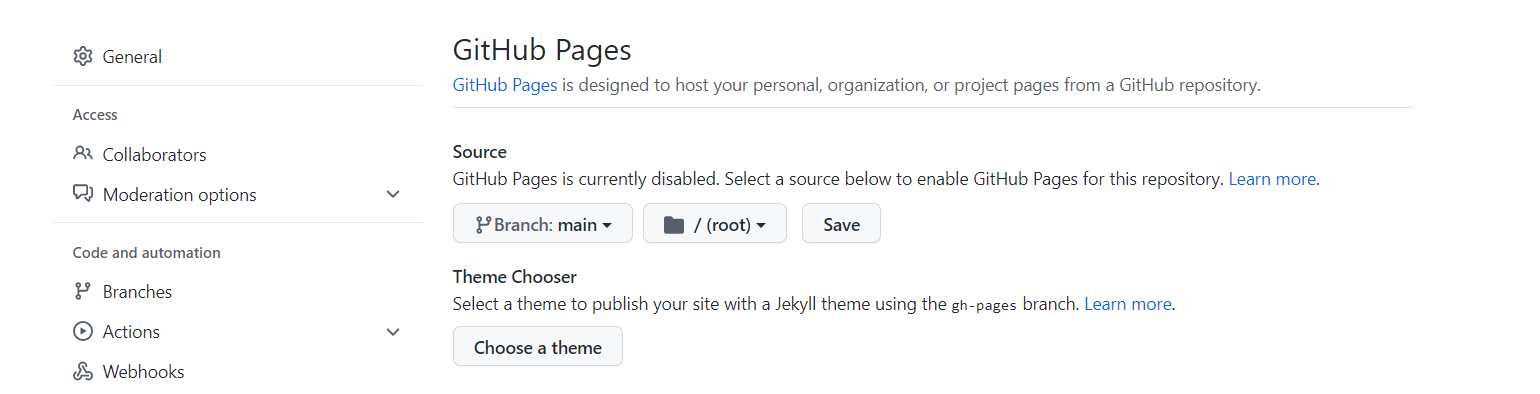 General
Access
Collaborators
Moderation options
Code and automation
Branches
Actions
Webhooks
GitHub Pages
GitHub Pages is designed to host your personal, organization, or project pages from a GitHub repository.
Source
GitHub Pages is currently disabled. Select a source below to enable GitHub Pages for this repository. Learn more.
Branch: main / (root) Save
Theme Chooser
Select a theme to publish your site with a Jekyll theme using the gh-pages branch. Learn more.
Choose a theme